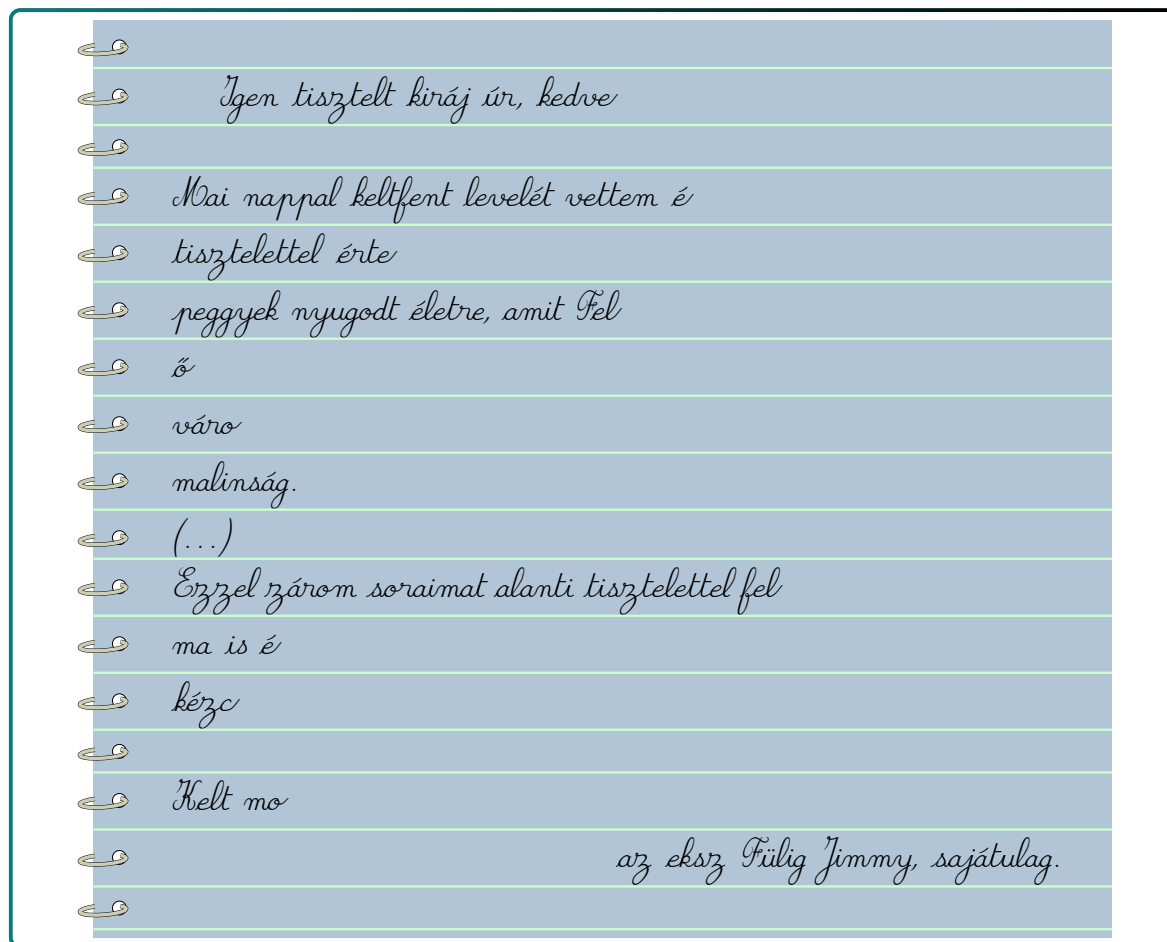 Igen tisztelt kiráj úr, kedve
Mai nappal keltfent levelét vettem é
tisztelettel érte
peggyek nyugodt életre, amit Fel
ő
váro
malinság.
(...)
Ezzel zárom soraimat alanti tisztelettel fel
ma is é
kézc
Kelt mo
az eksz Fülig Jimmy, sajátulag.